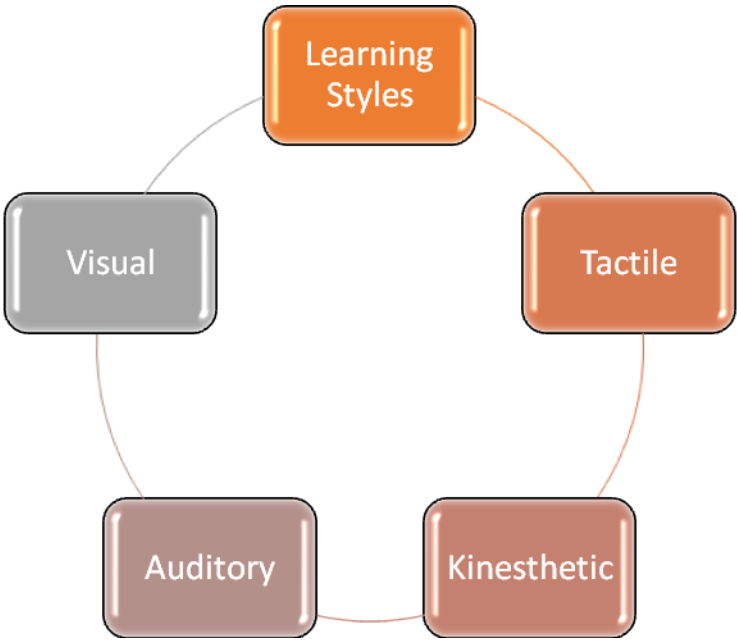 Learning
Styles
Visual
Tactile
Auditory
Kinesthetic